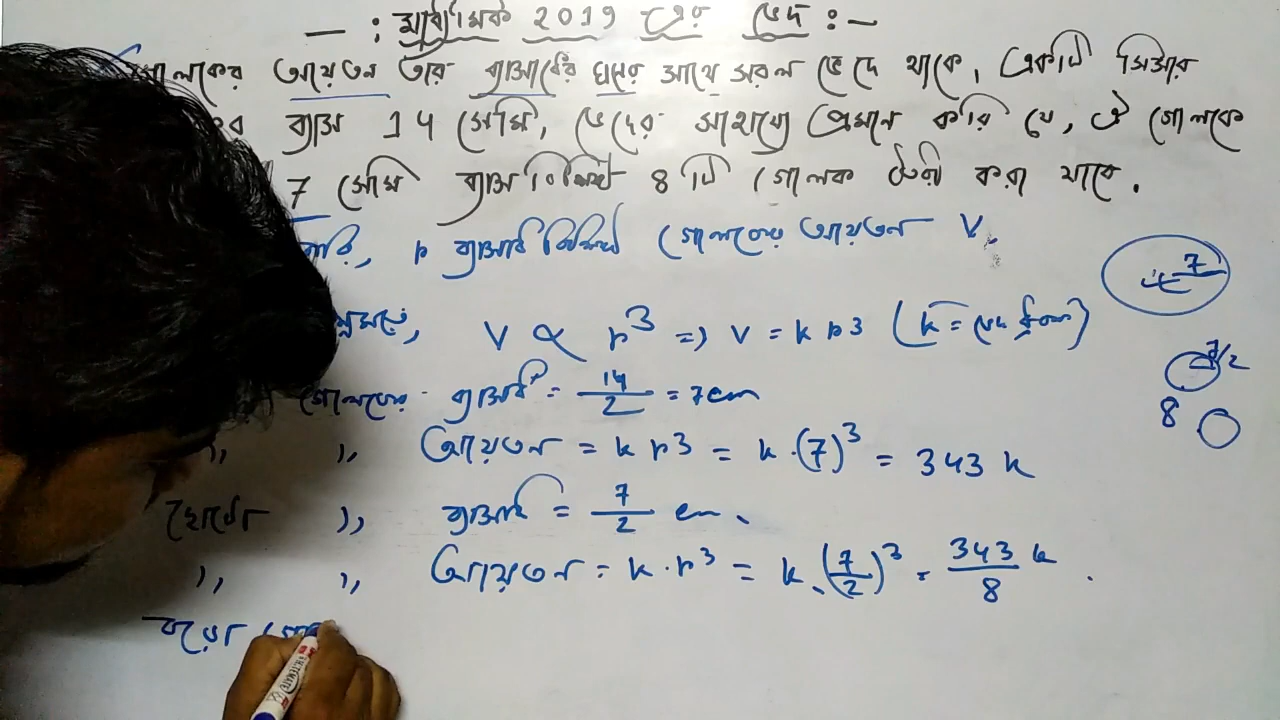 — : মাধ্যমিক 2019 এর ভেদ : —
গোলকের আয়তন তার ব্যাসার্ধের ঘনের সাথে সরল ভেদে থাকে, একটি সিসার
ব্যাস 14 সেমি, ভেদের সাহায্যে প্রমান করি যে, ঐ গোলকে
7 সেমি ব্যাস বিশিষ্ট 8 টি গোলক তৈরী করা যাবে.
r ব্যাসার্ধ বিশিষ্ট গোলকের আয়তন V.
V ∝ r³ => V = k r³ (k = ভেদ ধ্রুবক)
গোলকের ব্যাসার্ধ = 14/2 = 7cm
,, ,, আয়তন = k r³ = k.(7)³ = 343 k
ছোটো ,, ব্যাসার্ধ = 7/2 cm.
,, ,, আয়তন = k.r³ = k.(7/2)³ = 343/8 k.
বড়ো
7
7/2
8